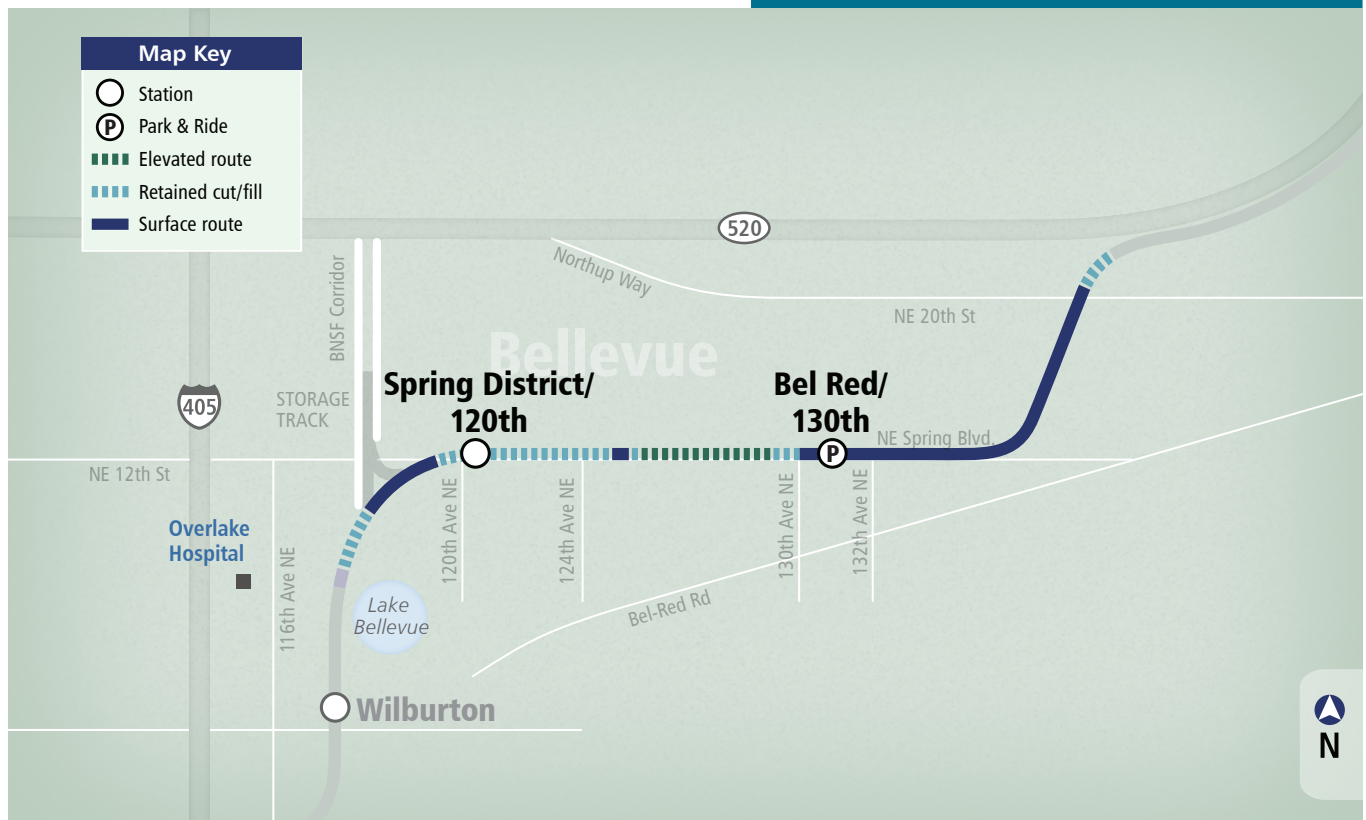 Map Key
Station
P
Park & Ride
Elevated route
Retained cut/fill
Surface route
520
Northup Way
BNSF Corridor
NE 20th St
Bellevue
405
STORAGE
TRACK
Spring District/
120th
Bel Red/
130th
NE Spring Blvd.
P
NE 12th St
Overlake
Hospital
116th Ave NE
120th Ave NE
124th Ave NE
130th Ave NE
132th Ave NE
Lake
Bellevue
Bel-Red Rd
Wilburton
N